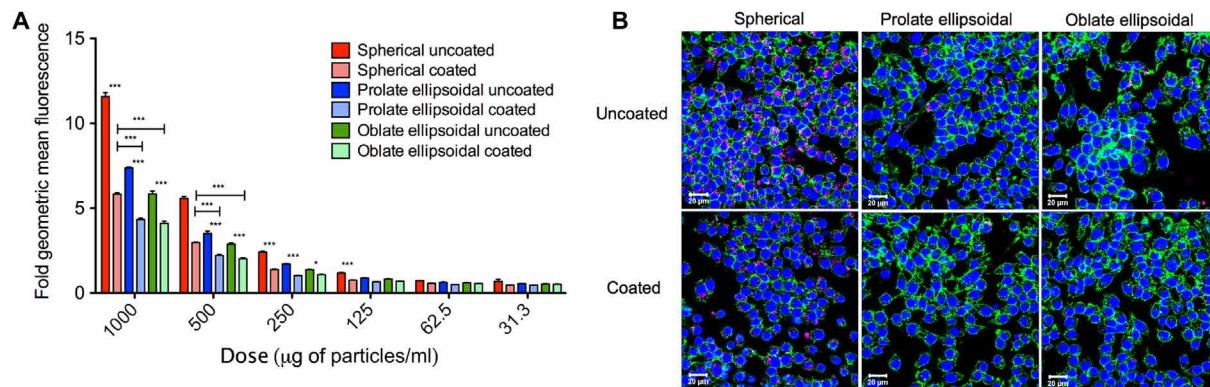 A
Fold geometric mean fluorescence
15
10
5
0
Spherical uncoated
Spherical coated
Prolate ellipsoidal uncoated
Prolate ellipsoidal coated
Oblate ellipsoidal uncoated
Oblate ellipsoidal coated
***
***
***
***
***
***
***
***
***
***
***
*
***
1000
500
250
125
62.5
31.3
Dose (μg of particles/ml)
B
Spherical
Prolate ellipsoidal
Oblate ellipsoidal
Uncoated
20 μm
20 μm
20 μm
Coated
20 μm
20 μm
20 μm